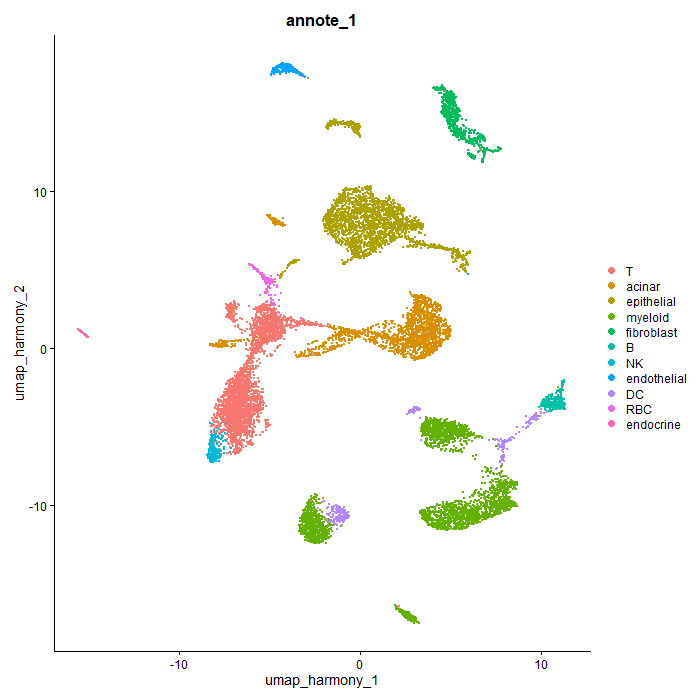 annote_1
10
0
-10
umap_harmony_2
-10
0
10
umap_harmony_1
T
acinar
epithelial
myeloid
fibroblast
B
NK
endothelial
DC
RBC
endocrine